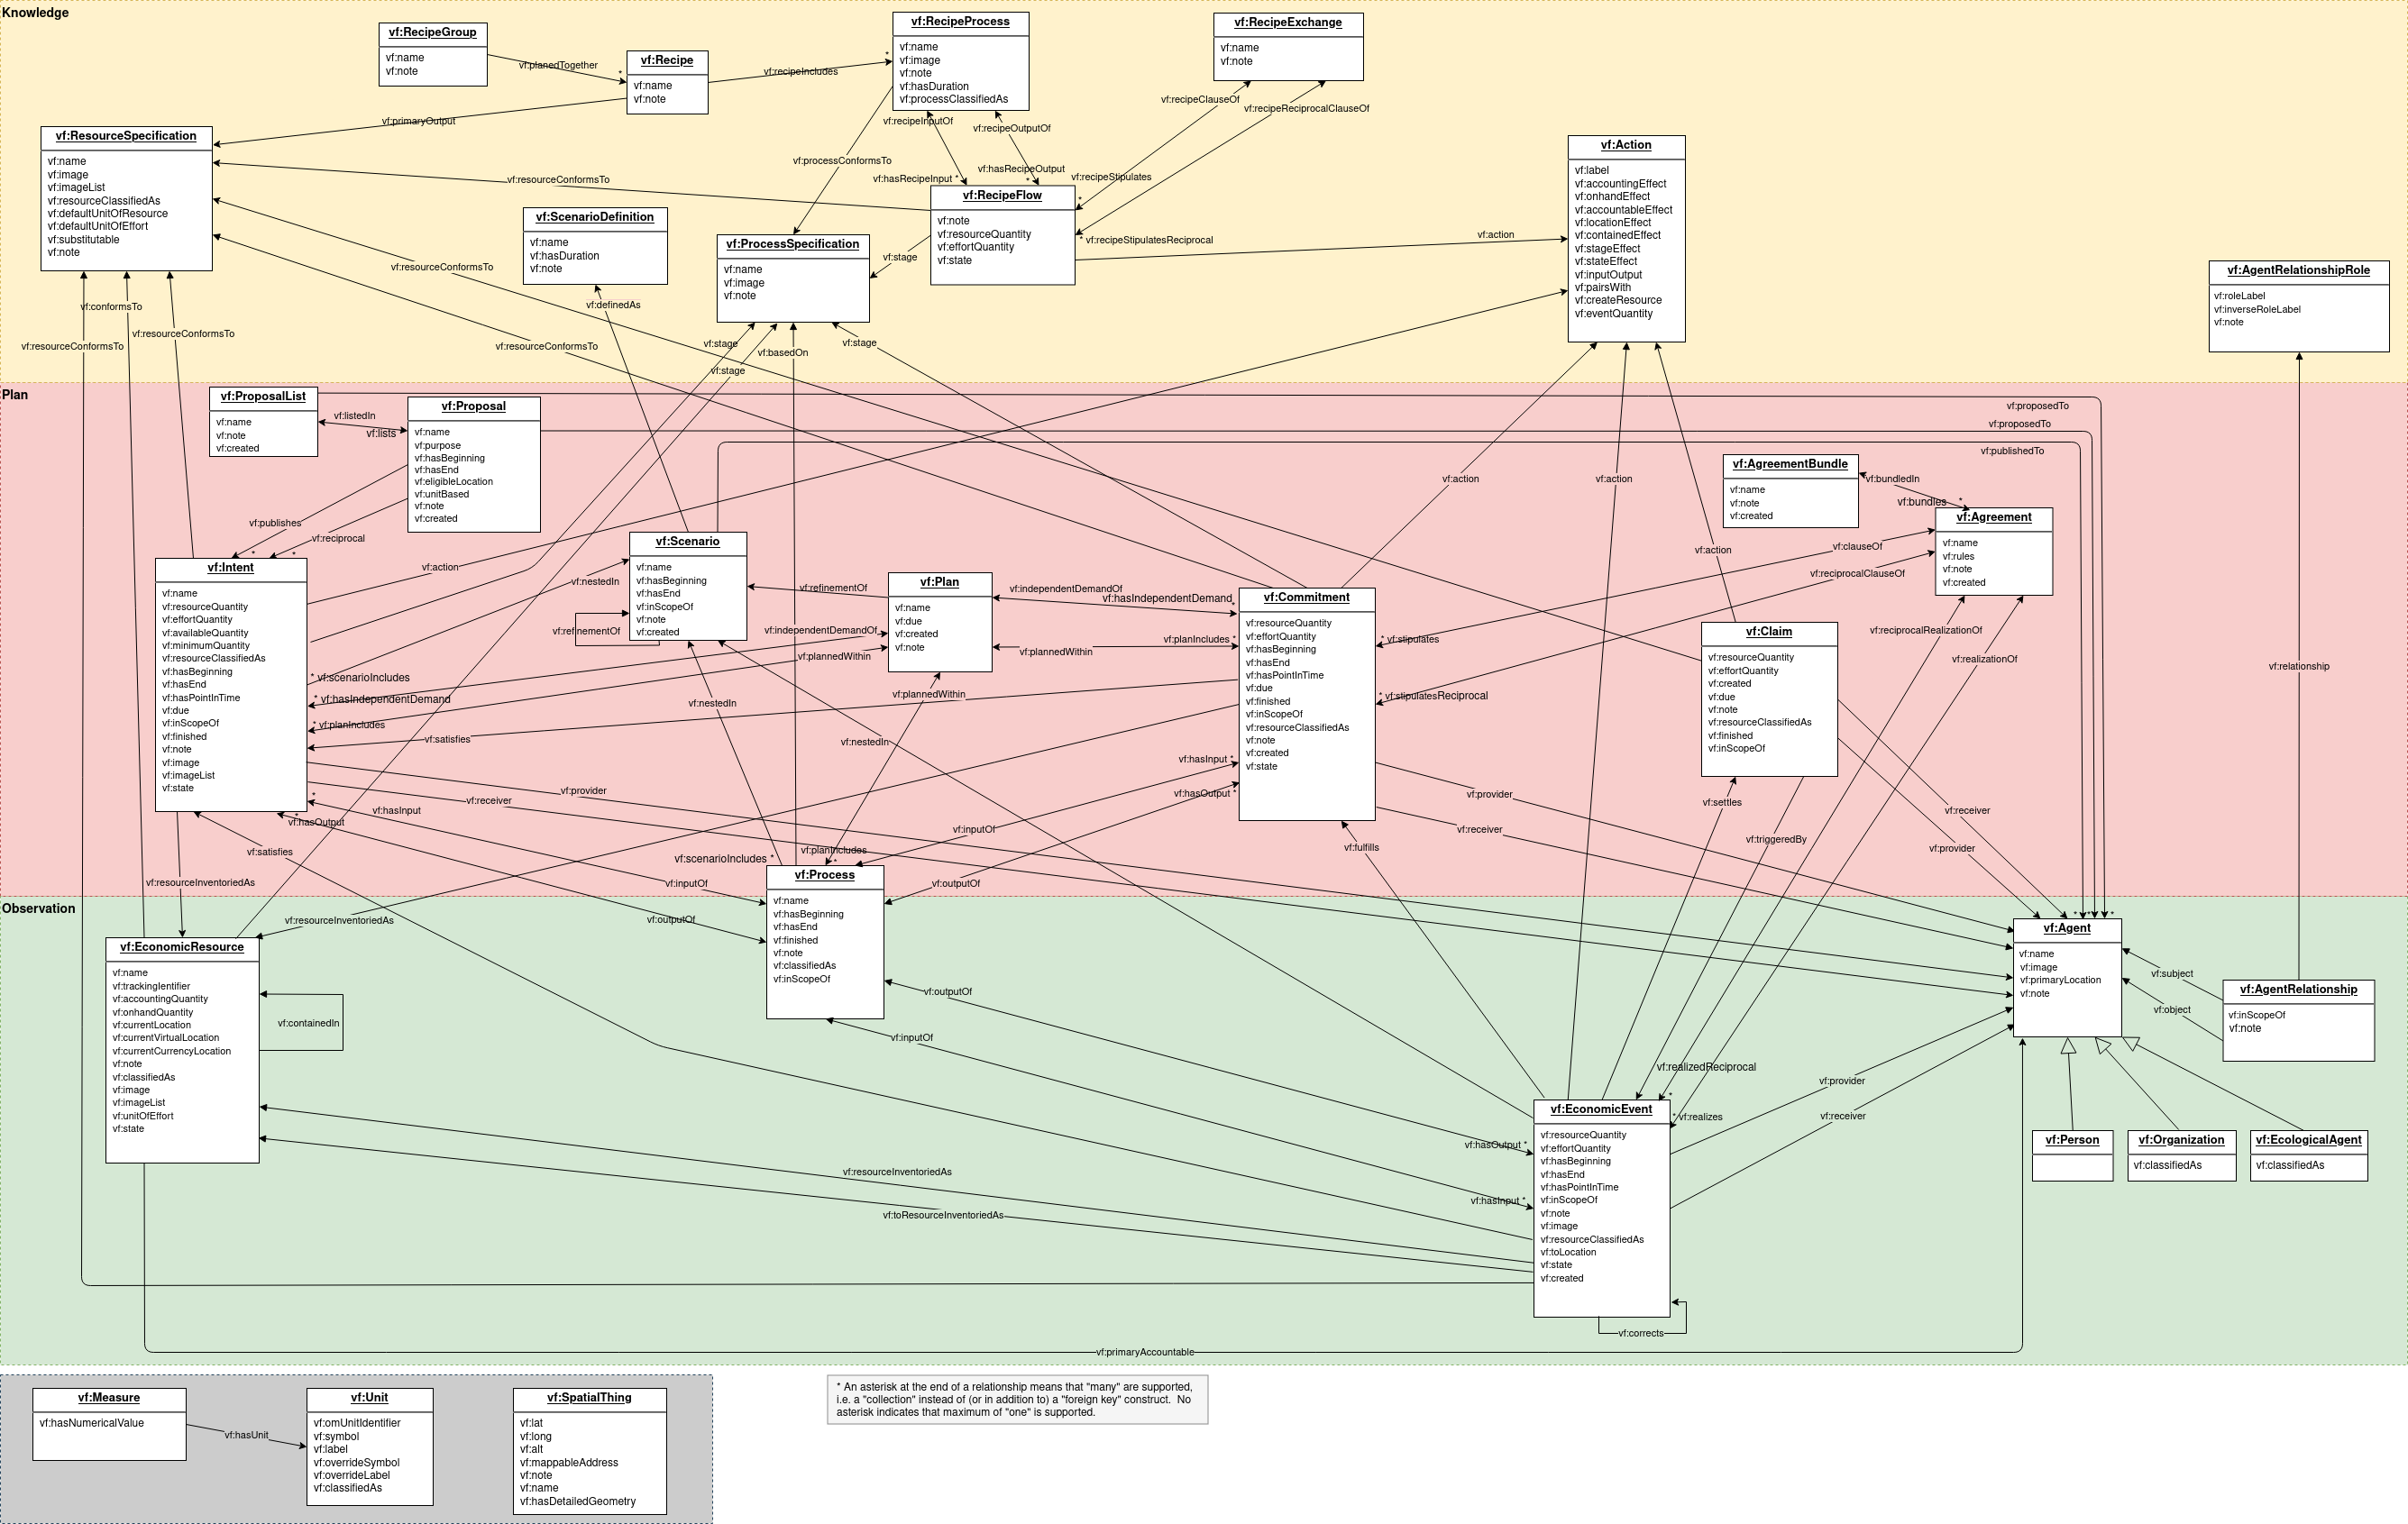 Knowledge
vf:RecipeGroup
vf:name
vf:note
vf:planedTogether
*
vf:Recipe
vf:name
vf:note
vf:recipeIncludes
*
vf:primaryOutput
vf:RecipeProcess
vf:name
vf:image
vf:note
vf:hasDuration
vf:processClassifiedAs
vf:RecipeExchange
vf:name
vf:note
vf:recipeClauseOf
vf:recipeReciprocalClauseOf
vf:recipeInputOf
vf:recipeOutputOf
vf:processConformsTo
vf:hasRecipeInput *
vf:hasRecipeOutput
*
vf:recipeStipulates
*
* vf:recipeStipulatesReciprocal
vf:ResourceSpecification
vf:name
vf:image
vf:imageList
vf:resourceClassifiedAs
vf:defaultUnitOfResource
vf:defaultUnitOfEffort
vf:substitutable
vf:note
vf:resourceConformsTo
vf:RecipeFlow
vf:note
vf:resourceQuantity
vf:effortQuantity
vf:state
vf:stage
vf:action
vf:ScenarioDefinition
vf:name
vf:hasDuration
vf:note
vf:ProcessSpecification
vf:name
vf:image
vf:note
vf:Action
vf:label
vf:accountingEffect
vf:onhandEffect
vf:accountableEffect
vf:locationEffect
vf:containedEffect
vf:stageEffect
vf:stateEffect
vf:inputOutput
vf:pairsWith
vf:createResource
vf:eventQuantity
vf:AgentRelationshipRole
vf:roleLabel
vf:inverseRoleLabel
vf:note
vf:resourceConformsTo
vf:conformsTo
vf:definedAs
vf:resourceConformsTo
vf:resourceConformsTo
vf:resourceConformsTo
vf:stage
vf:basedOn
vf:stage
vf:stage
Plan
vf:ProposalList
vf:name
vf:note
vf:created
vf:listedIn
vf:lists
vf:Proposal
vf:name
vf:purpose
vf:hasBeginning
vf:hasEnd
vf:eligibleLocation
vf:unitBased
vf:note
vf:created
vf:proposedTo
vf:proposedTo
vf:publishedTo
vf:publishes
*
vf:reciprocal
*
vf:action
vf:action
vf:action
vf:action
vf:AgreementBundle
vf:name
vf:note
vf:created
vf:bundledIn
vf:bundles
*
vf:Agreement
vf:name
vf:rules
vf:note
vf:created
vf:clauseOf
vf:reciprocalClauseOf
vf:Intent
vf:name
vf:resourceQuantity
vf:effortQuantity
vf:availableQuantity
vf:minimumQuantity
vf:resourceClassifiedAs
vf:hasBeginning
vf:hasEnd
vf:hasPointInTime
vf:due
vf:inScopeOf
vf:finished
vf:note
vf:image
vf:imageList
vf:state
vf:Scenario
vf:name
vf:hasBeginning
vf:hasEnd
vf:inScopeOf
vf:note
vf:created
vf:nestedIn
vf:refinementOf
vf:refinementOf
vf:Plan
vf:name
vf:due
vf:created
vf:note
vf:independentDemandOf
vf:hasIndependentDemand
*
vf:planIncludes *
vf:plannedWithin
vf:independentDemandOf
vf:plannedWithin
* vf:scenarioIncludes
* vf:hasIndependentDemand
* vf:planIncludes
vf:satisfies
vf:Commitment
vf:resourceQuantity
vf:effortQuantity
vf:hasBeginning
vf:hasEnd
vf:hasPointInTime
vf:due
vf:finished
vf:inScopeOf
vf:resourceClassifiedAs
vf:note
vf:created
vf:state
* vf:stipulates
* vf:stipulatesReciprocal
vf:Claim
vf:resourceQuantity
vf:effortQuantity
vf:created
vf:due
vf:note
vf:resourceClassifiedAs
vf:finished
vf:inScopeOf
vf:reciprocalRealizationOf
vf:realizationOf
vf:relationship
vf:plannedWithin
vf:nestedIn
vf:nestedIn
vf:hasInput *
vf:hasOutput *
vf:provider
vf:receiver
*
vf:hasInput
*
vf:hasOutput
vf:provider
vf:receiver
vf:receiver
vf:provider
vf:settles
vf:triggeredBy
vf:fulfills
vf:inputOf
vf:outputOf
vf:planIncludes
*
vf:scenarioIncludes *
vf:satisfies
vf:resourceInventoriedAs
vf:inputOf
vf:outputOf
vf:resourceInventoriedAs
Observation
vf:Process
vf:name
vf:hasBeginning
vf:hasEnd
vf:finished
vf:note
vf:classifiedAs
vf:inScopeOf
vf:EconomicResource
vf:name
vf:trackingIdentifier
vf:accountingQuantity
vf:onhandQuantity
vf:currentLocation
vf:currentVirtualLocation
vf:currentCurrencyLocation
vf:note
vf:classifiedAs
vf:image
vf:imageList
vf:unitOfEffort
vf:state
vf:containedIn
vf:outputOf
vf:inputOf
* * *
vf:Agent
vf:name
vf:image
vf:primaryLocation
vf:note
vf:subject
vf:object
vf:AgentRelationship
vf:inScopeOf
vf:note
vf:realizedReciprocal
*
* vf:realizes
vf:provider
vf:receiver
vf:EconomicEvent
vf:resourceQuantity
vf:effortQuantity
vf:hasBeginning
vf:hasEnd
vf:hasPointInTime
vf:inScopeOf
vf:note
vf:image
vf:resourceClassifiedAs
vf:toLocation
vf:state
vf:created
vf:hasOutput *
vf:hasInput *
vf:Person
vf:Organization
vf:classifiedAs
vf:EcologicalAgent
vf:classifiedAs
vf:resourceInventoriedAs
vf:toResourceInventoriedAs
vf:corrects
vf:primaryAccountable
vf:Measure
vf:hasNumericalValue
vf:hasUnit
vf:Unit
vf:omUnitIdentifier
vf:symbol
vf:label
vf:overrideSymbol
vf:overrideLabel
vf:classifiedAs
vf:SpatialThing
vf:lat
vf:long
vf:alt
vf:mappableAddress
vf:note
vf:name
vf:hasDetailedGeometry
* An asterisk at the end of a relationship means that "many" are supported,
i.e. a "collection" instead of (or in addition to) a "foreign key" construct. No
asterisk indicates that maximum of "one" is supported.